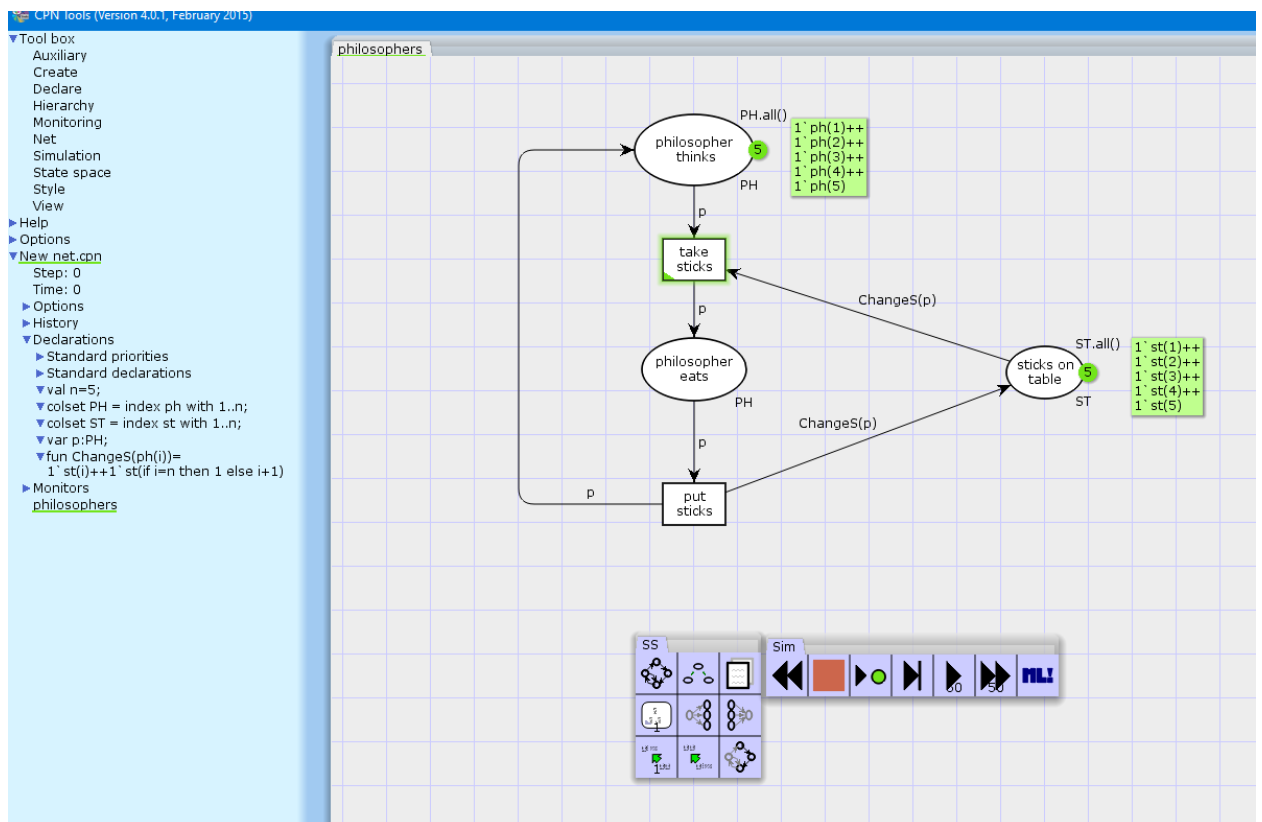 CPN Tools (Version 4.0.1, February 2015)
Tool box
Auxiliary
Create
Declare
Hierarchy
Monitoring
Net
Simulation
State space
Style
View
Help
Options
New net.cpn
Step: 0
Time: 0
Options
History
Declarations
Standard priorities
Standard declarations
val n=5;
colset PH = index ph with 1..n;
colset ST = index st with 1..n;
var p:PH;
fun ChangeS(ph(i))=
1`st(i)++1`st(if i=n then 1 else i+1)
Monitors
philosophers
philosophers
PH.all()
philosopher
thinks
5
1`ph(1)++
1`ph(2)++
1`ph(3)++
1`ph(4)++
1`ph(5)
PH
p
take
sticks
ChangeS(p)
p
philosopher
eats
PH
ST.all()
sticks on
table
5
1`st(1)++
1`st(2)++
1`st(3)++
1`st(4)++
1`st(5)
ST
ChangeS(p)
p
p
put
sticks
SS
1
1
Sim
60
50
ML!